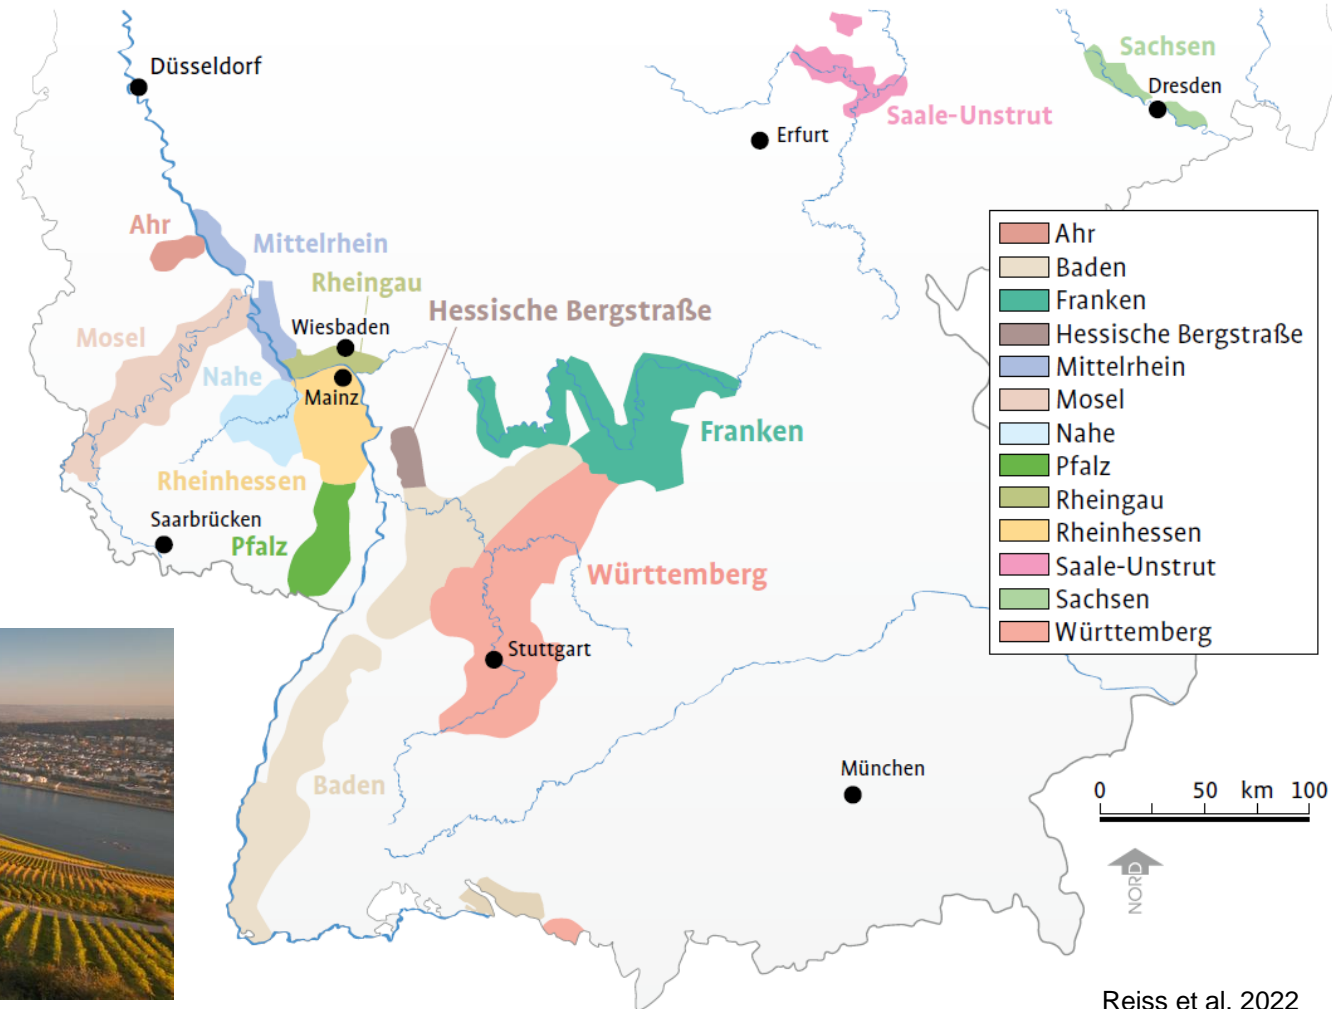 Düsseldorf
Sachsen
Dresden
Saale-Unstrut
Erfurt
Ahr
Mittelrhein
Rheingau
Hessische Bergstraße
Wiesbaden
Mosel
Nahe
Mainz
Franken
Rheinhessen
Saarbrücken
Pfalz
Württemberg
Stuttgart
Baden
München
Ahr
Baden
Franken
Hessische Bergstraße
Mittelrhein
Mosel
Nahe
Pfalz
Rheingau
Rheinhessen
Saale-Unstrut
Sachsen
Württemberg
0 50 km 100
NORD
Reiss et al. 2022